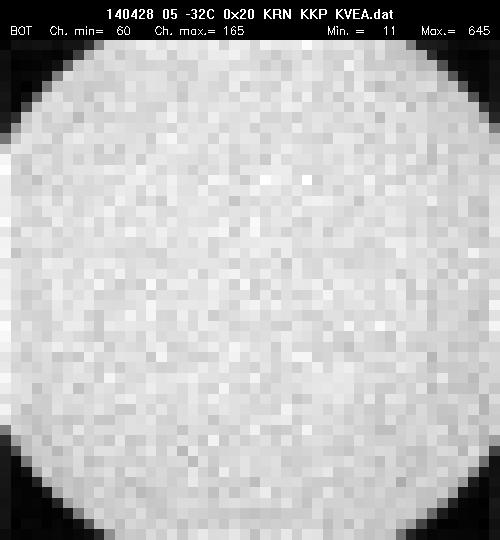 140428 05 -32C 0x20 KRN KKP KVEA.dat
BOT Ch. min= 60 Ch. max.= 165 Min. = 11 Max.= 645